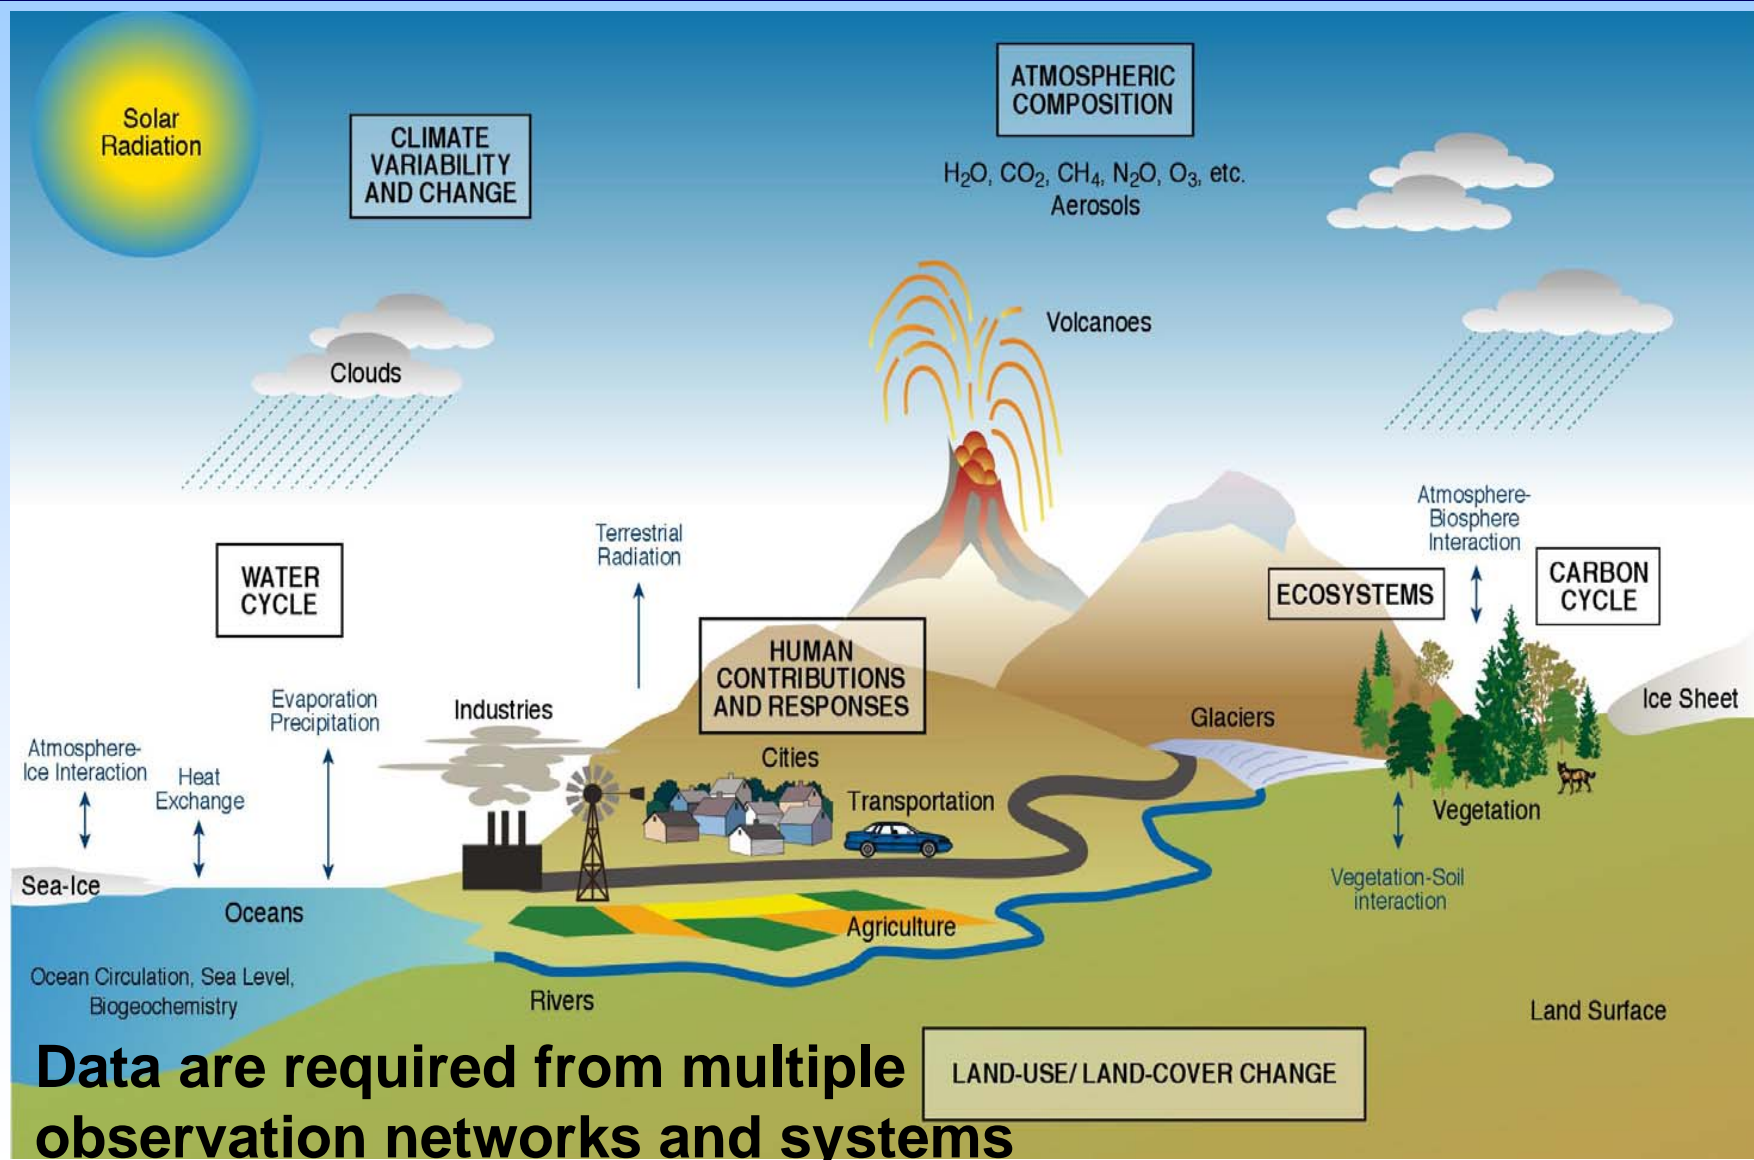 Solar
Radiation
CLIMATE
VARIABILITY
AND CHANGE
ATMOSPHERIC
COMPOSITION
H₂O, CO₂, CH₄, N₂O, O₃, etc.
Aerosols
Volcanoes
Clouds
WATER
CYCLE
Terrestrial
Radiation
Atmosphere-
Biosphere
Interaction
ECOSYSTEMS
CARBON
CYCLE
HUMAN
CONTRIBUTIONS
AND RESPONSES
Evaporation
Precipitation
Industries
Glaciers
Ice Sheet
Atmosphere-
Ice Interaction
Heat
Exchange
Cities
Transportation
Vegetation
Sea-Ice
Oceans
Agriculture
Vegetation-Soil
interaction
Ocean Circulation, Sea Level,
Biogeochemistry
Rivers
Land Surface
LAND-USE/ LAND-COVER CHANGE
Data are required from multiple
observation networks and systems